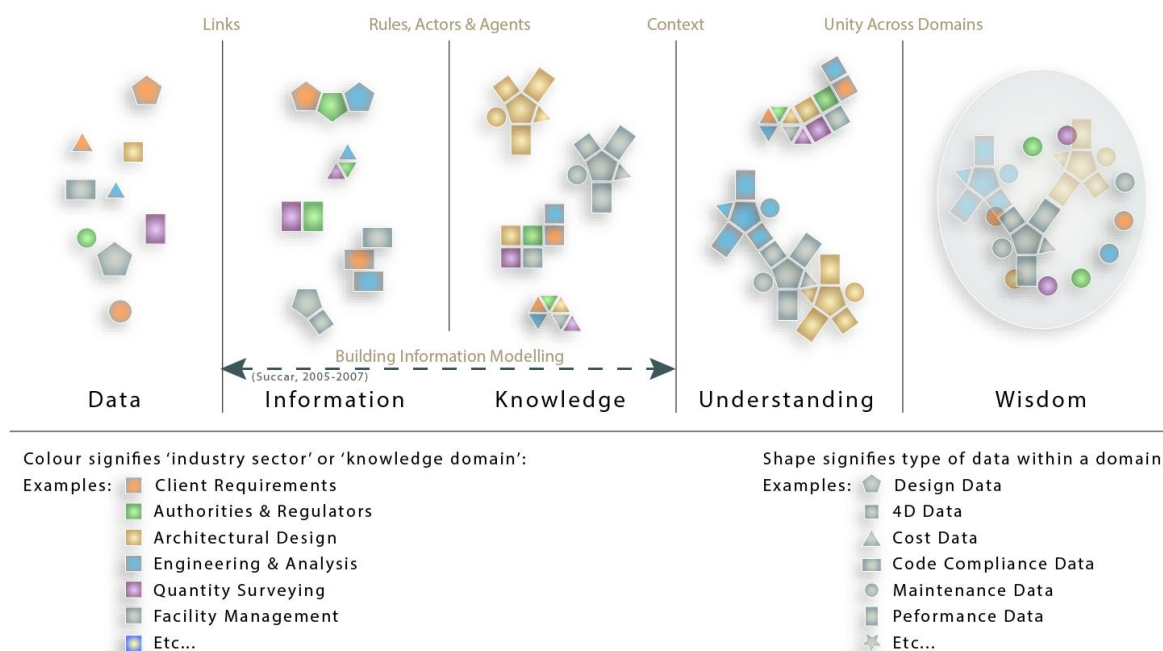 Links
Rules, Actors & Agents
Context
Unity Across Domains
Building Information Modelling
(Succar, 2005-2007)
Data
Information
Knowledge
Understanding
Wisdom
Colour signifies ‘industry sector’ or ‘knowledge domain’:
Examples:
Client Requirements
Authorities & Regulators
Architectural Design
Engineering & Analysis
Quantity Surveying
Facility Management
Etc...
Shape signifies type of data within a domain
Examples:
Design Data
4D Data
Cost Data
Code Compliance Data
Maintenance Data
Peformance Data
Etc...